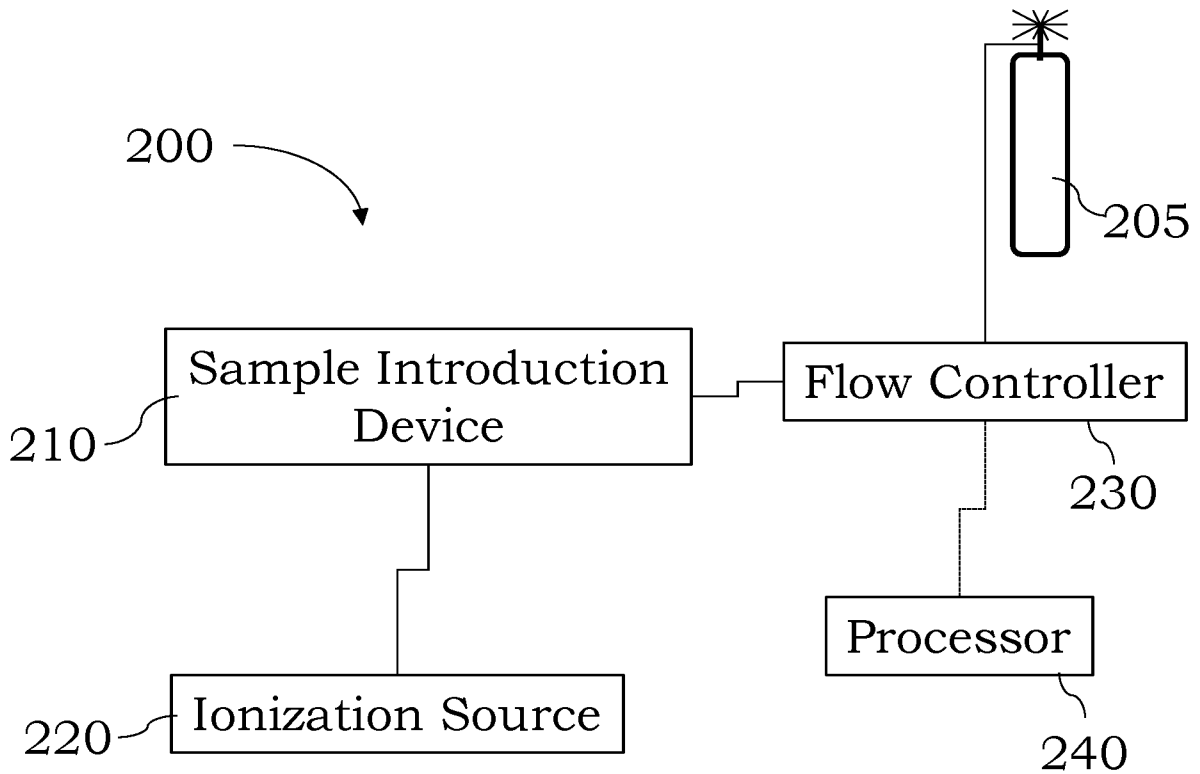 200
205
Sample Introduction
Device
210
Flow Controller
230
Processor
240
Ionization Source
220